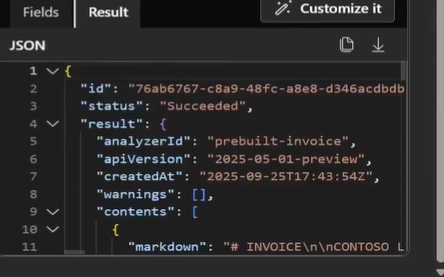 Fields Result Customize it
JSON
1 {
2 "id": "76ab6767-c8a9-48fc-a8e8-d346acdbdb
3 "status": "Succeeded",
4 "result": {
5 "analyzerId": "prebuilt-invoice",
6 "apiVersion": "2025-05-01-preview",
7 "createdAt": "2025-09-25T17:43:54Z",
8 "warnings": [],
9 "contents": [
10 {
11 "markdown": "# INVOICE\n\nCONTOSO L